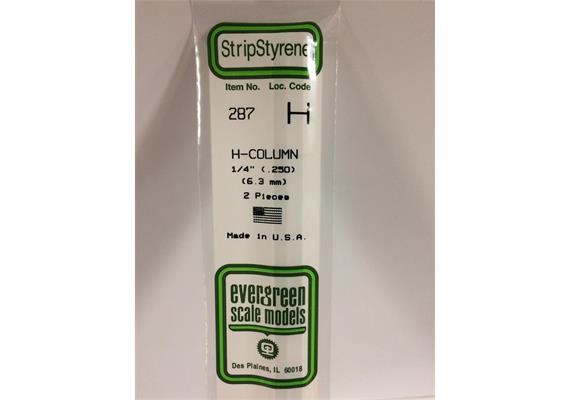 StripStyrene
Item No. Loc. Code
287 H
H-COLUMN
1/4" (.250)
(6.3 mm)
2 Pieces
Made in U.S.A.
evergreen
scale models
Des Plaines, IL 60018